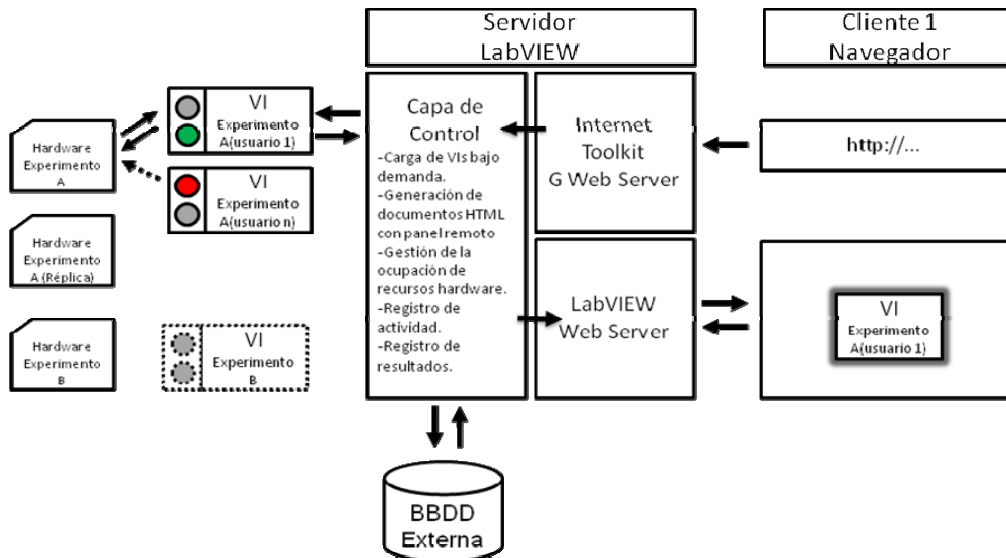 Servidor
LabVIEW
Cliente 1
Navegador
Hardware
Experimento
A
VI
Experimento
A(usuario 1)
VI
Experimento
A(usuario n)
Hardware
Experimento
A (Réplica)
Hardware
Experimento
B
VI
Experimento
B
Capa de
Control
-Carga de VIs bajo
demanda.
-Generación de
documentos HTML
con panel remoto
-Gestión de la
ocupación de
recursos hardware.
-Registro de
actividad.
-Registro de
resultados.
Internet
Toolkit
G Web Server
LabVIEW
Web Server
http://...
VI
Experimento
A(usuario 1)
BBDD
Externa